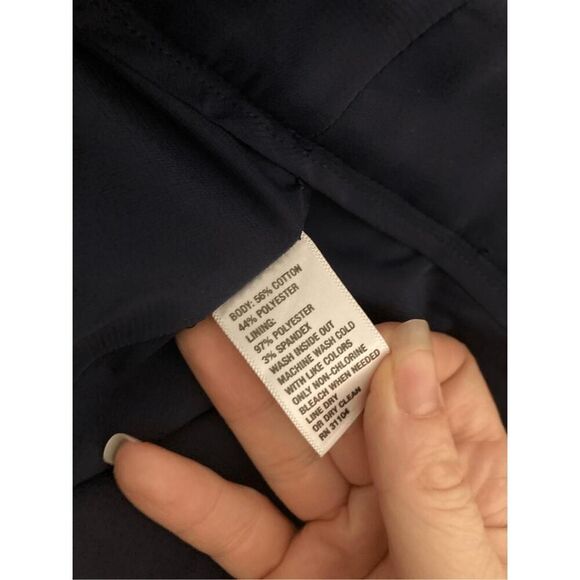 BODY: 56% COTTON
44% POLYESTER
LINING:
97% POLYESTER
3% SPANDEX
WASH INSIDE OUT
MACHINE WASH COLD
WITH LIKE COLORS
ONLY NON-CHLORINE
BLEACH WHEN NEEDED
LINE DRY
OR DRY CLEAN
RN 31104